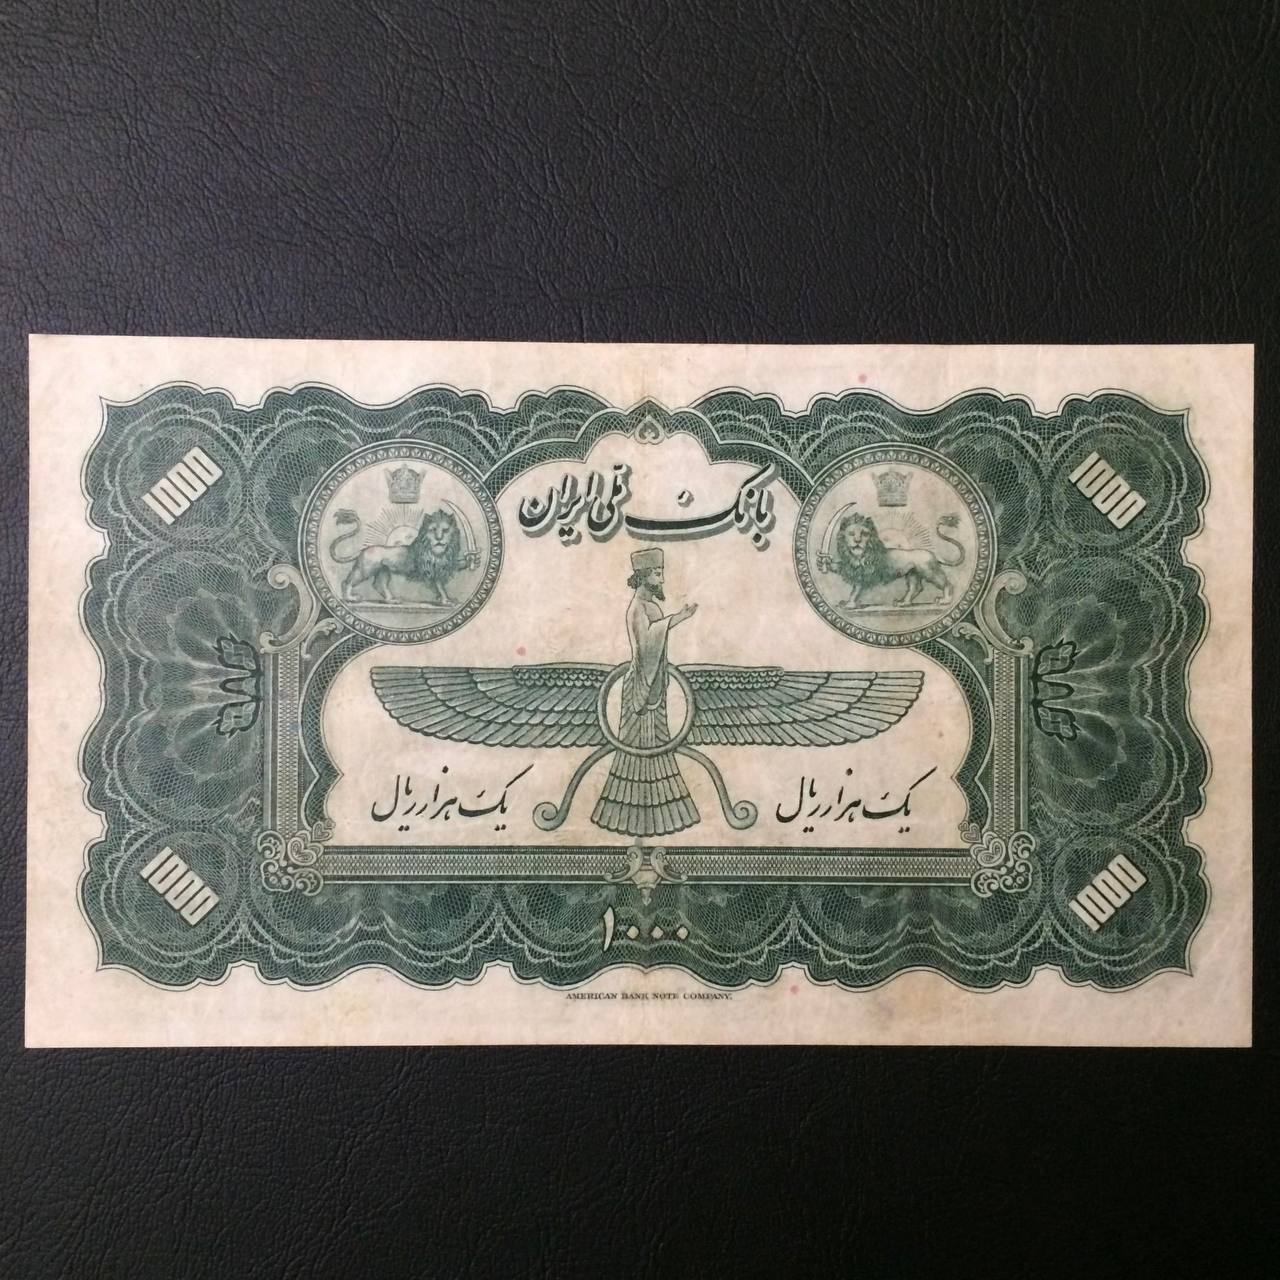 1000 1000
بانک ملی ایران
یک هزار ریال یک هزار ریال
1000 1000
۱۰۰۰
AMERICAN BANK NOTE COMPANY.